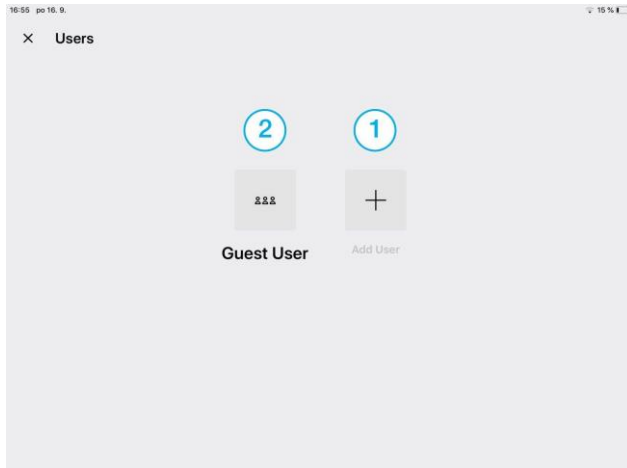 16:55 po 16. 9.
15 %
× Users
2
1
Guest User
Add User